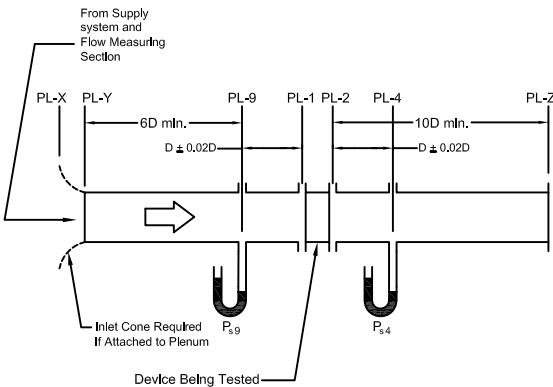 From Supply
system and
Flow Measuring
Section
PL-X PL-Y PL-9 PL-1 PL-2 PL-4 PL-Z
6D min. 10D min.
D ± 0.02D D ± 0.02D
Inlet Cone Required
If Attached to Plenum
Ps9 Ps4
Device Being Tested